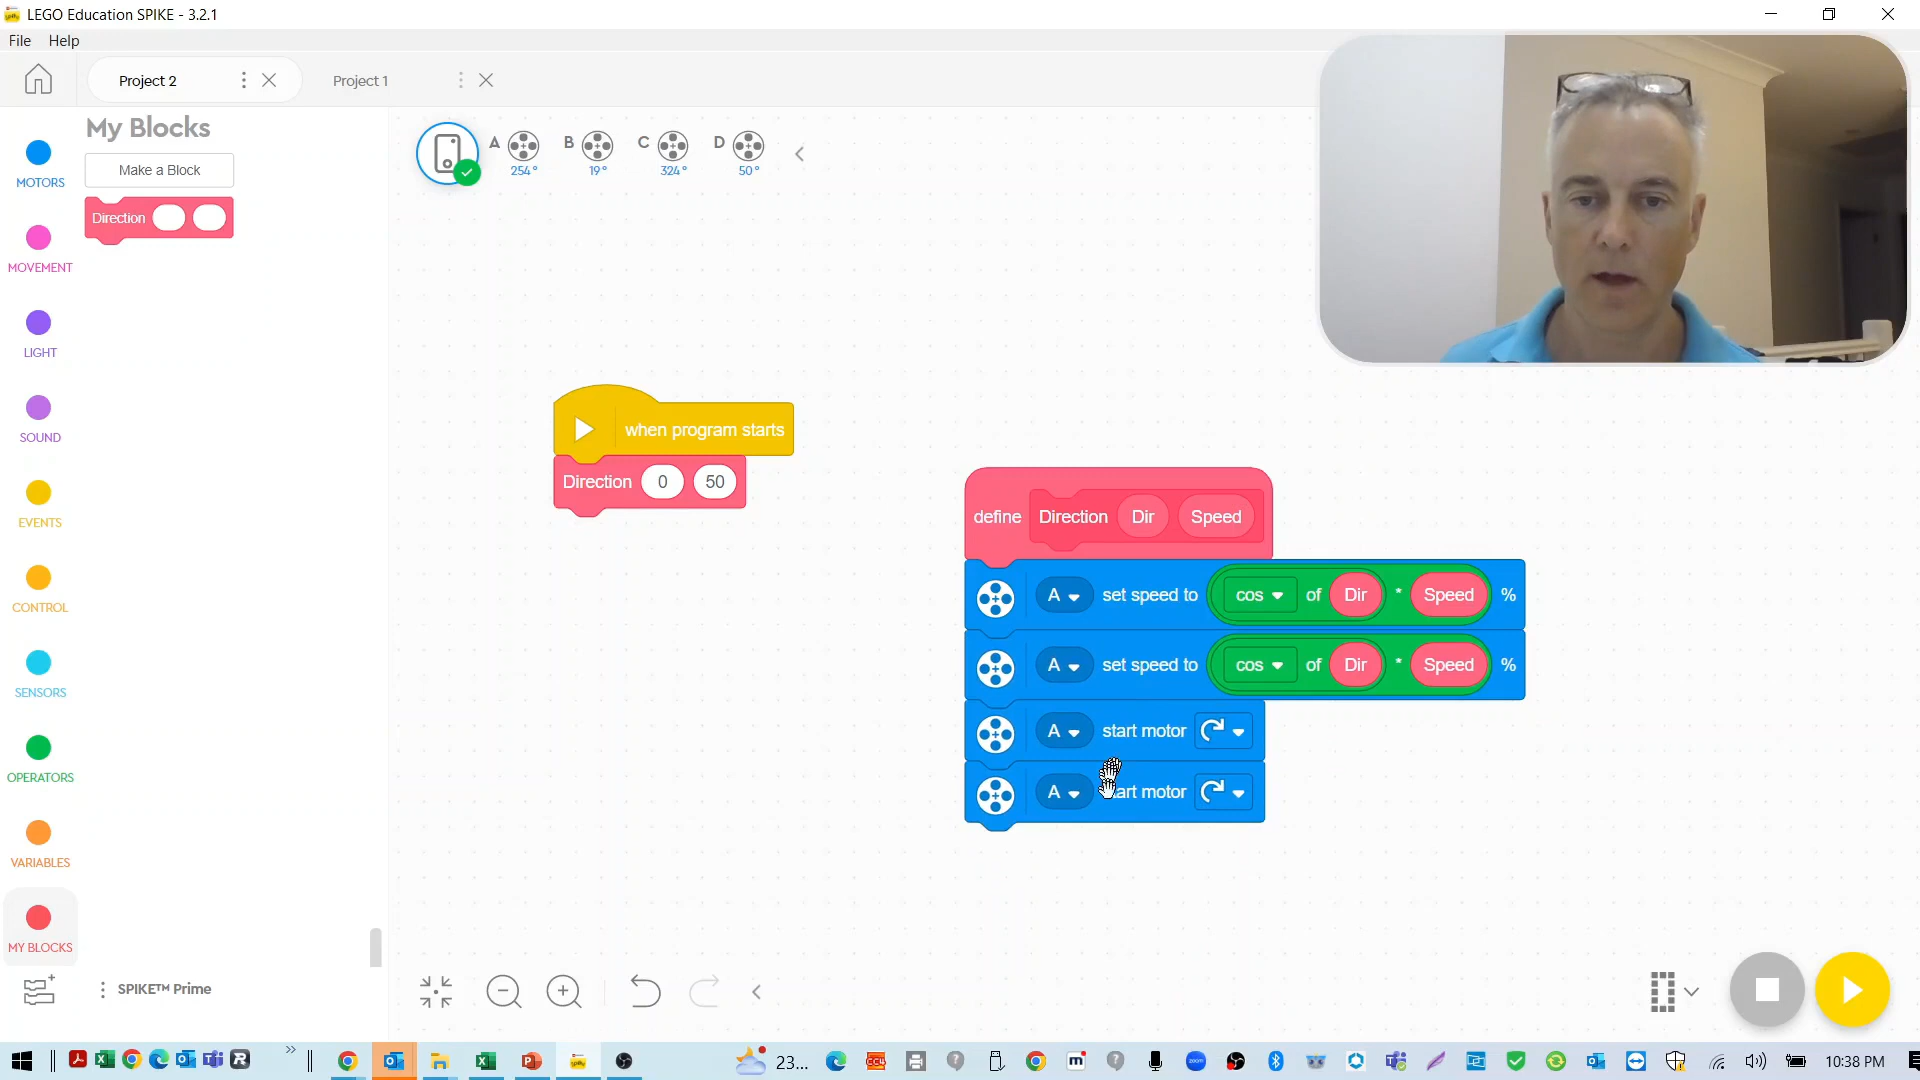 LEGO Education SPIKE - 3.2.1
File Help
Project 2
Project 1
My Blocks
Make a Block
Direction
MOTORS
MOVEMENT
LIGHT
SOUND
EVENTS
CONTROL
SENSORS
OPERATORS
VARIABLES
MY BLOCKS
A 254°
B 19°
C 324°
D 50°
when program starts
Direction 0 50
define Direction Dir Speed
A set speed to cos of Dir * Speed %
A set speed to cos of Dir * Speed %
A start motor
A start motor
SPIKE™ Prime
23...
10:38 PM